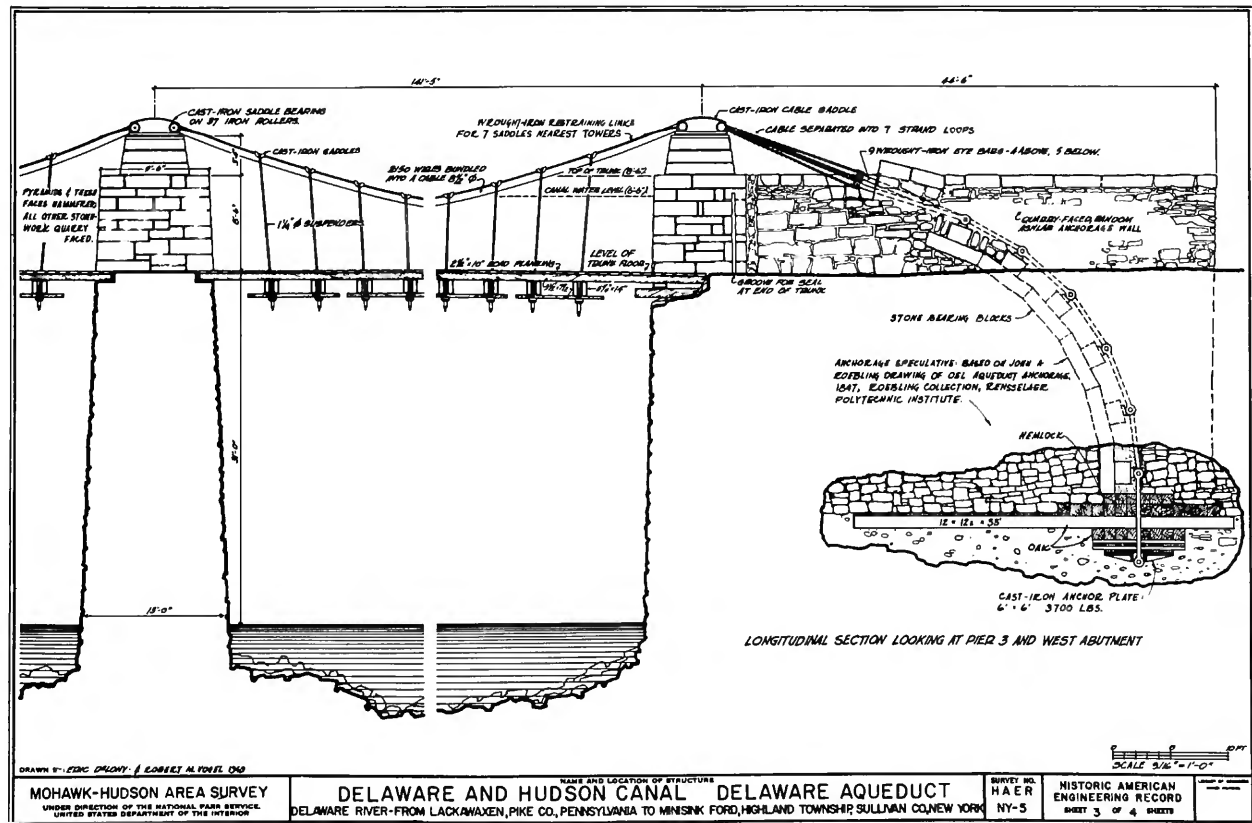 141'-5"
CAST-IRON SADDLE BEARING
ON 37 IRON ROLLERS.
WROUGHT-IRON RESTRAINING LINKS
FOR 7 SADDLES NEAREST TOWERS
CAST-IRON CABLE SADDLE
CABLE SEPARATED INTO 7 STRAND LOOPS
9 WROUGHT-IRON EYE BARS - 4 ABOVE, 5 BELOW.
CAST-IRON SADDLES
2150 WIRES BUNDLED
INTO A CABLE 8½" Ø
TOP OF TRUNK (8'-6")
CANAL WATER LEVEL (6'-6")
PYRAMIDS & THESE
FACES HAMMERED;
ALL OTHER STONE-
WORK QUARRY
FACED.
1¼" Ø SUSPENDER
QUARRY-FACED, RANDOM
ASHLAR ANCHORAGE WALL
2½" × 10" ROAD PLANKING
LEVEL OF
TRUNK FLOOR
GROOVE FOR SEAL
AT END OF TRUNK
STONE BEARING BLOCKS
ANCHORAGE SPECULATIVE: BASED ON JOHN A
ROEBLING DRAWING OF DEL AQUEDUCT ANCHORAGE,
1847, ROEBLING COLLECTION, RENSSELAER
POLYTECHNIC INSTITUTE.
HEMLOCK
12 × 12 × 35'
OAK
CAST-IRON ANCHOR PLATE:
6' × 6' 3700 LBS.
15'-0"
LONGITUDINAL SECTION LOOKING AT PIER 3 AND WEST ABUTMENT
DRAWN BY: ERIC DELONY & ROBERT M. VOGEL 1969
0 10 FT
SCALE 3/16" = 1'-0"
MOHAWK-HUDSON AREA SURVEY
UNDER DIRECTION OF THE NATIONAL PARK SERVICE,
UNITED STATES DEPARTMENT OF THE INTERIOR
NAME AND LOCATION OF STRUCTURE
DELAWARE AND HUDSON CANAL DELAWARE AQUEDUCT
DELAWARE RIVER-FROM LACKAWAXEN, PIKE CO., PENNSYLVANIA TO MINISINK FORD, HIGHLAND TOWNSHIP, SULLIVAN CO, NEW YORK
SURVEY NO.
HAER
NY-5
HISTORIC AMERICAN
ENGINEERING RECORD
SHEET 3 OF 4 SHEETS